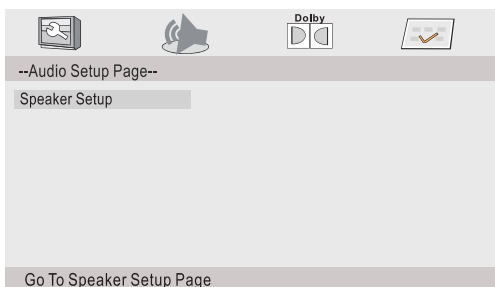 Dolby
--Audio Setup Page--
Speaker Setup
Go To Speaker Setup Page